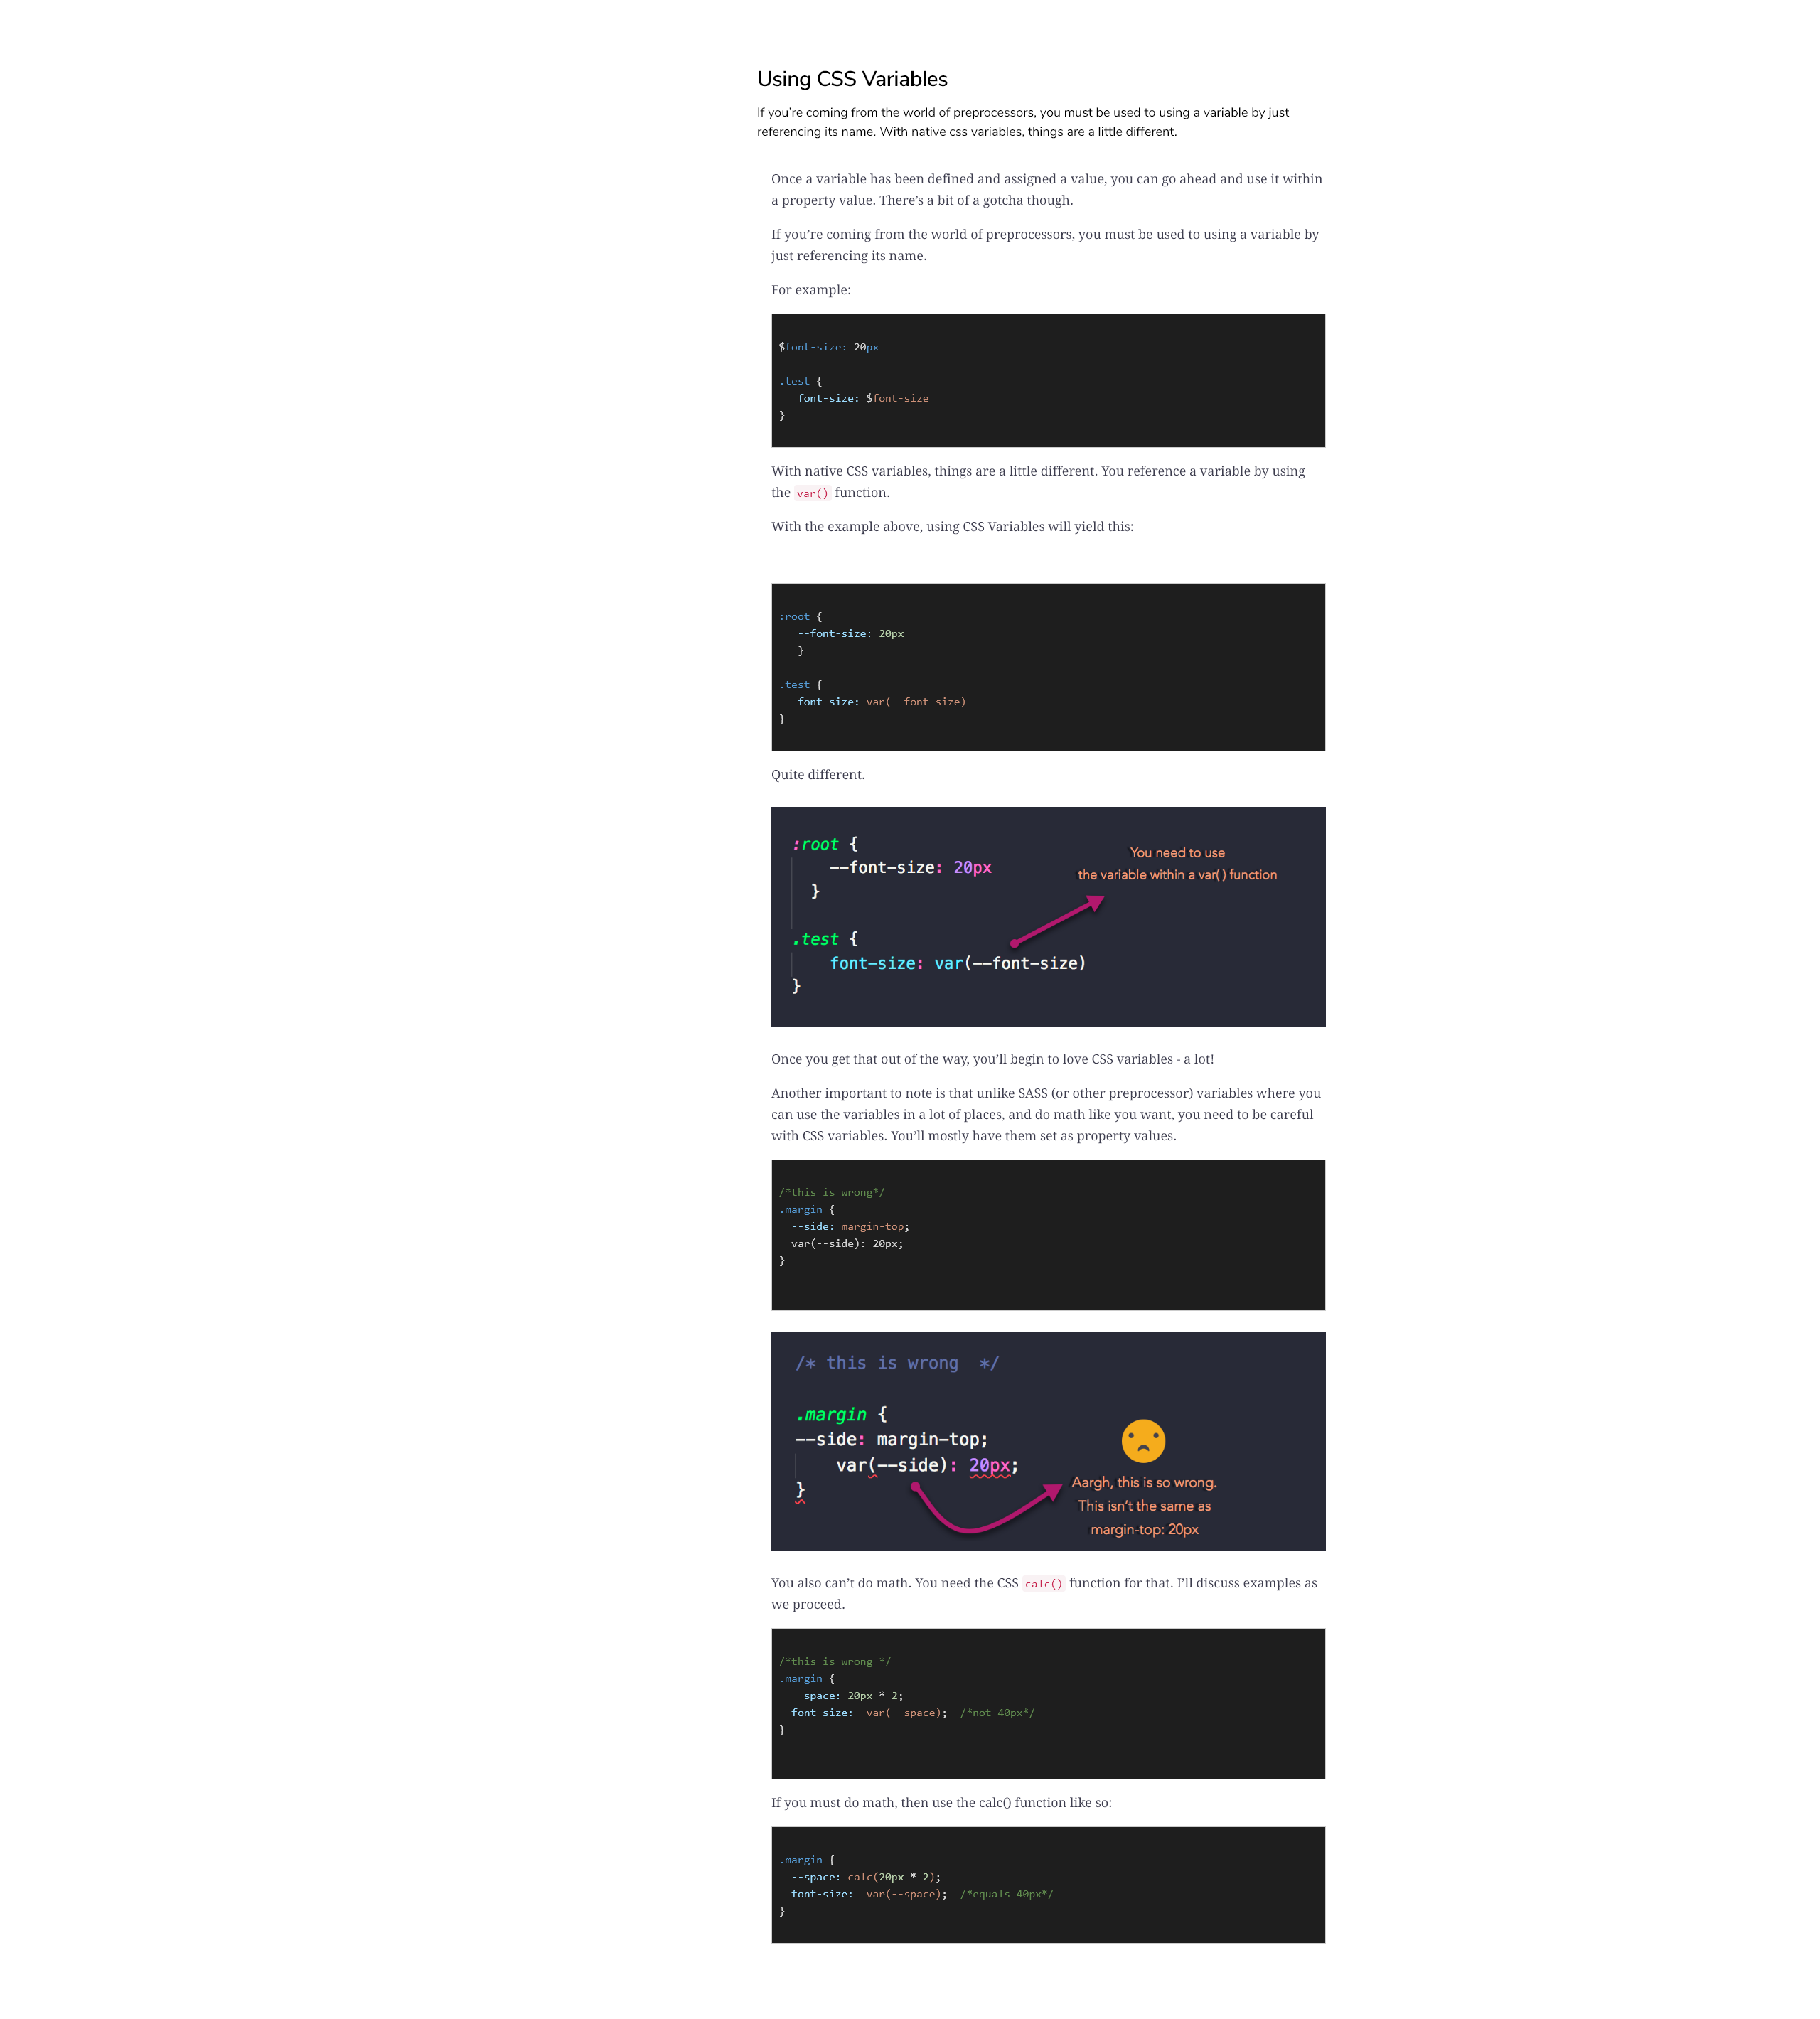 Using CSS Variables
If you're coming from the world of preprocessors, you must be used to using a variable by just
referencing its name. With native css variables, things are a little different.
Once a variable has been defined and assigned a value, you can go ahead and use it within
a property value. There’s a bit of a gotcha though.
If you’re coming from the world of preprocessors, you must be used to using a variable by
just referencing its name.
For example:
$font-size: 20px
.test {
font-size: $font-size
}
With native CSS variables, things are a little different. You reference a variable by using
the var() function.
With the example above, using CSS Variables will yield this:
:root {
--font-size: 20px
}
.test {
font-size: var(--font-size)
}
Quite different.
:root {
--font-size: 20px
}
.test {
font-size: var(--font-size)
}
You need to use
the variable within a var( ) function
Once you get that out of the way, you’ll begin to love CSS variables - a lot!
Another important to note is that unlike SASS (or other preprocessor) variables where you
can use the variables in a lot of places, and do math like you want, you need to be careful
with CSS variables. You’ll mostly have them set as property values.
/*this is wrong*/
.margin {
--side: margin-top;
var(--side): 20px;
}
/* this is wrong  */
.margin {
--side: margin-top;
var(--side): 20px;
}
Aargh, this is so wrong.
This isn’t the same as
margin-top: 20px
You also can’t do math. You need the CSS calc() function for that. I’ll discuss examples as
we proceed.
/*this is wrong */
.margin {
--space: 20px * 2;
font-size:  var(--space);  /*not 40px*/
}
If you must do math, then use the calc() function like so:
.margin {
--space: calc(20px * 2);
font-size:  var(--space);  /*equals 40px*/
}